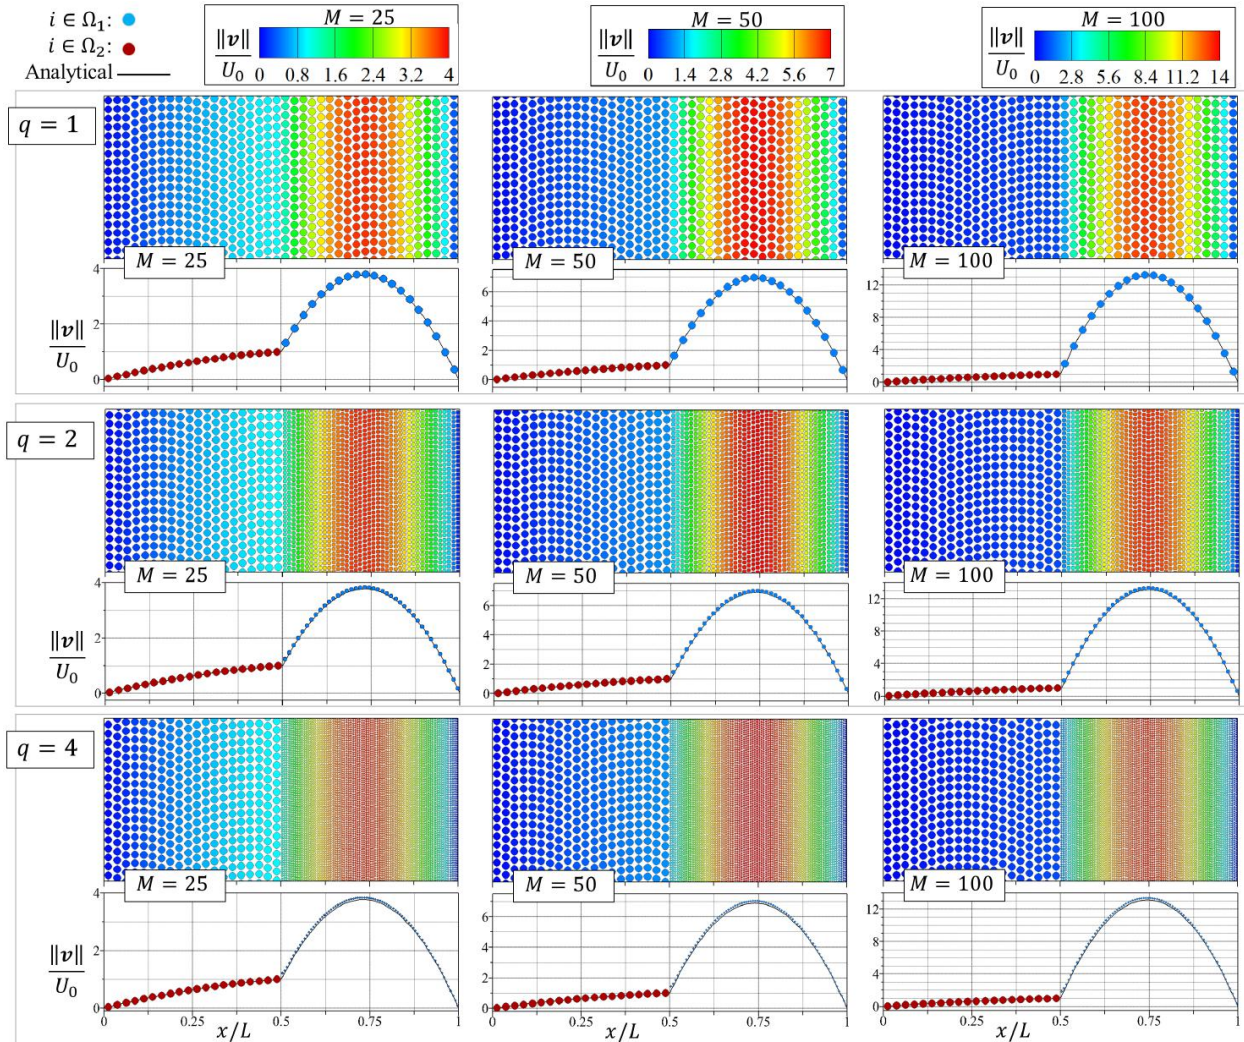 i ∈ Ω₁:
i ∈ Ω₂:
Analytical
M = 25
‖v‖
U₀
0 0.8 1.6 2.4 3.2 4
M = 50
‖v‖
U₀
0 1.4 2.8 4.2 5.6 7
M = 100
‖v‖
U₀
0 2.8 5.6 8.4 11.2 14
q = 1
M = 25
M = 50
M = 100
‖v‖
U₀
4
2
0
6
4
2
0
12
8
4
0
q = 2
M = 25
M = 50
M = 100
‖v‖
U₀
4
2
0
6
4
2
0
12
8
4
0
q = 4
M = 25
M = 50
M = 100
‖v‖
U₀
4
2
0
6
4
2
0
12
8
4
0
0 0.25 0.5 0.75 1
0 0.25 0.5 0.75 1
0 0.25 0.5 0.75 1
x/L
x/L
x/L